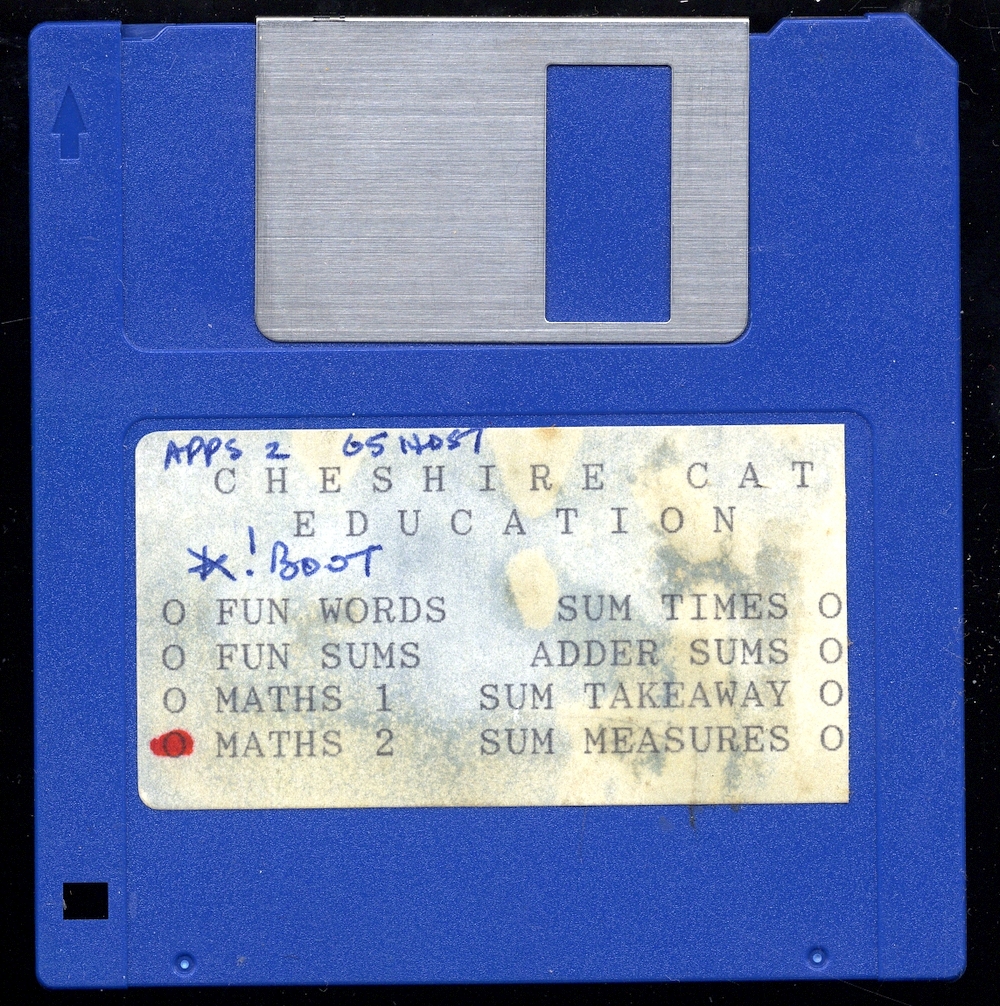 APPS 2 65HOST
CHESHIRE CAT
EDUCATION
*!BOOT
O FUN WORDS SUM TIMES O
O FUN SUMS ADDER SUMS O
O MATHS 1 SUM TAKEAWAY O
O MATHS 2 SUM MEASURES O